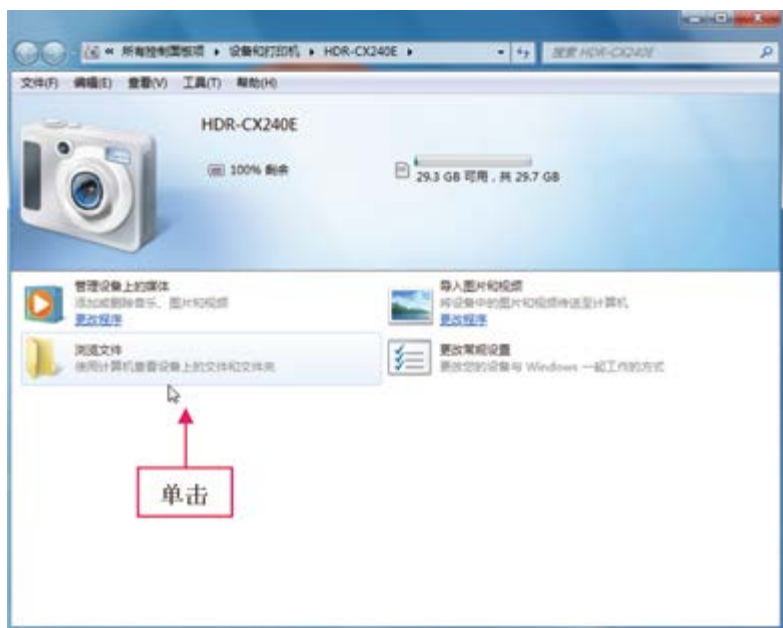 « 所有控制面板项 ▸ 设备和打印机 ▸ HDR-CX240E ▸
搜索 HDR-CX240E
文件(F) 编辑(E) 查看(V) 工具(T) 帮助(H)
HDR-CX240E
100% 剩余
29.3 GB 可用，共 29.7 GB
管理设备上的媒体
添加或删除音乐、图片和视频
更改程序
导入图片和视频
将设备中的图片和视频传送至计算机
更改程序
浏览文件
使用计算机查看设备上的文件和文件夹
更改常规设置
更改您的设备与 Windows 一起工作的方式
单击